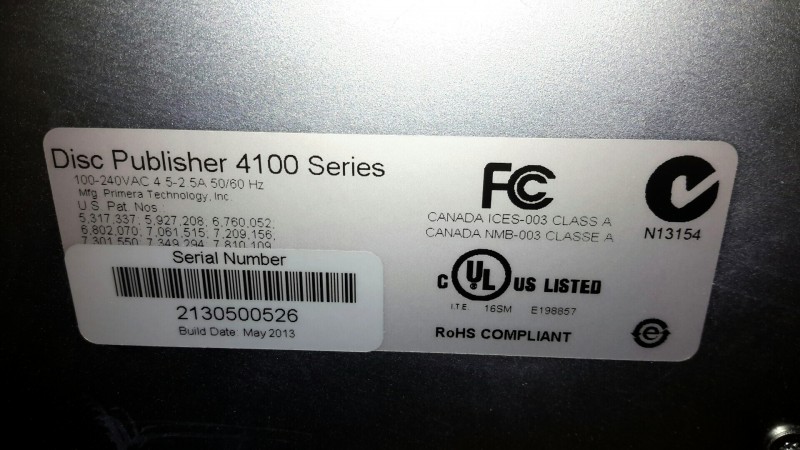 Disc Publisher 4100 Series
100-240VAC 4.5-2.5A 50/60 Hz
Mfg. Primera Technology, Inc.
U.S. Pat. Nos.
5,317,337; 5,927,208; 6,760,052;
6,802,070; 7,061,515; 7,209,156,
7,301,550; 7,349,294; 7,810,109
Serial Number
2130500526
Build Date: May 2013
FC
CANADA ICES-003 CLASS A
CANADA NMB-003 CLASSE A
N13154
C UL US LISTED
I.T.E. 16SM E198857
RoHS COMPLIANT
e